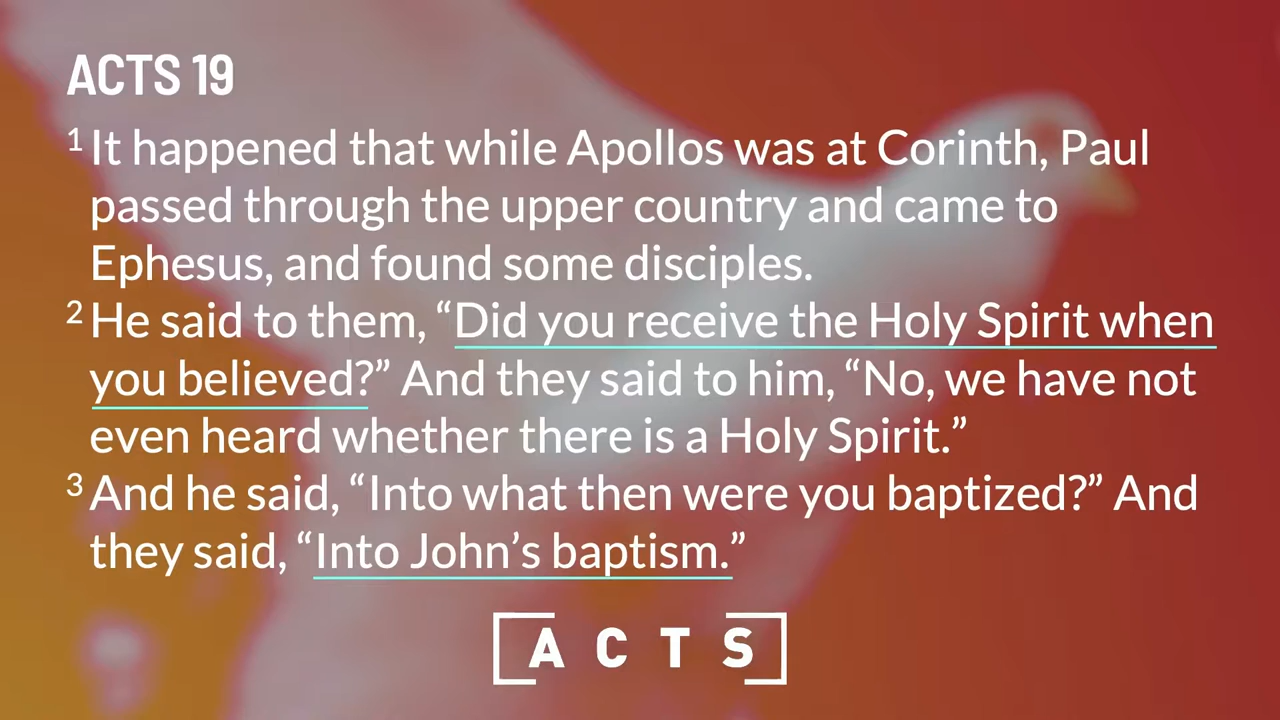 ACTS 19
1 It happened that while Apollos was at Corinth, Paul
passed through the upper country and came to
Ephesus, and found some disciples.
2 He said to them, “Did you receive the Holy Spirit when
you believed?” And they said to him, “No, we have not
even heard whether there is a Holy Spirit.”
3 And he said, “Into what then were you baptized?” And
they said, “Into John’s baptism.”
ACTS